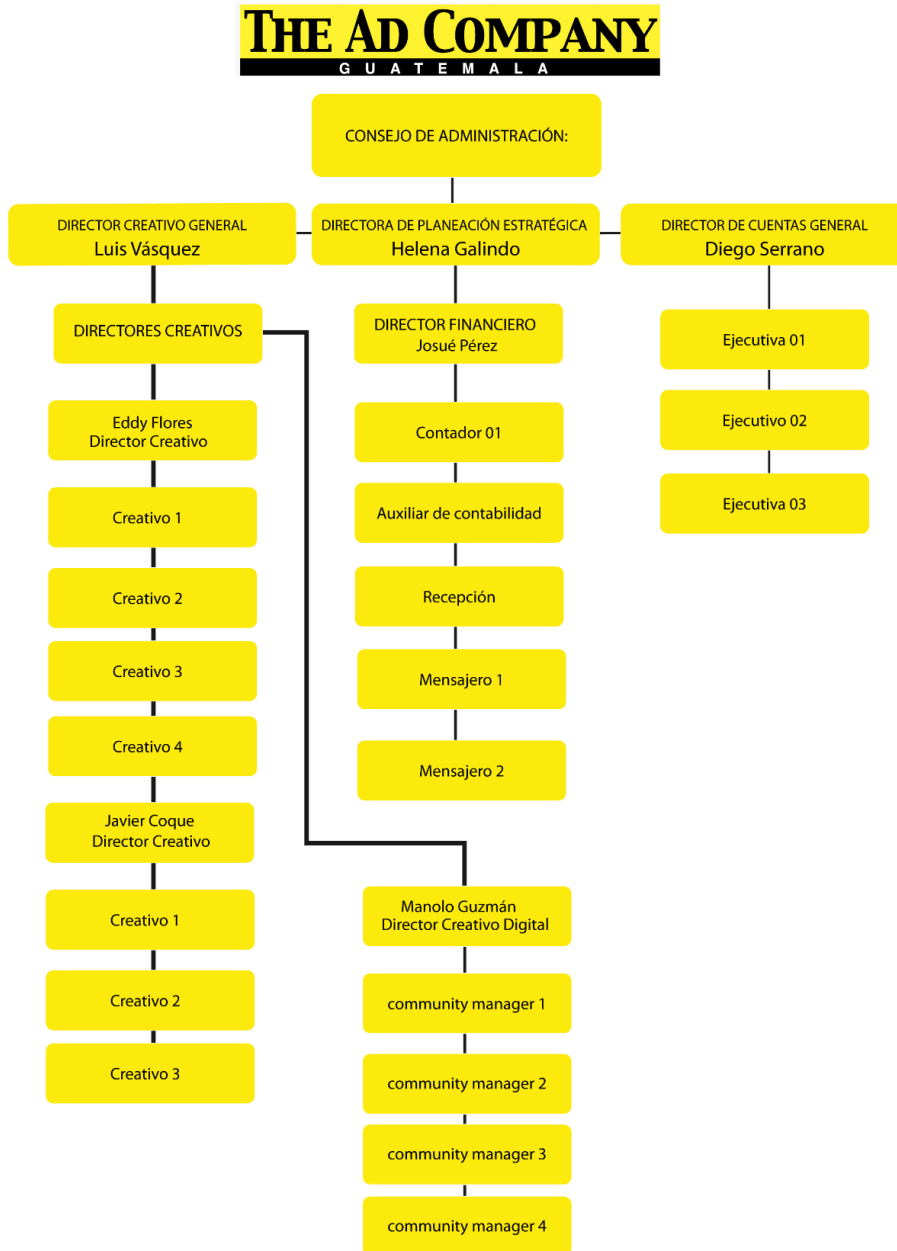 THE AD COMPANY
GUATEMALA
CONSEJO DE ADMINISTRACIÓN:
DIRECTOR CREATIVO GENERAL
Luis Vásquez
DIRECTORA DE PLANEACIÓN ESTRATÉGICA
Helena Galindo
DIRECTOR DE CUENTAS GENERAL
Diego Serrano
DIRECTORES CREATIVOS
Eddy Flores
Director Creativo
Creativo 1
Creativo 2
Creativo 3
Creativo 4
Javier Coque
Director Creativo
Creativo 1
Creativo 2
Creativo 3
DIRECTOR FINANCIERO
Josué Pérez
Contador 01
Auxiliar de contabilidad
Recepción
Mensajero 1
Mensajero 2
Manolo Guzmán
Director Creativo Digital
community manager 1
community manager 2
community manager 3
community manager 4
Ejecutiva 01
Ejecutivo 02
Ejecutiva 03